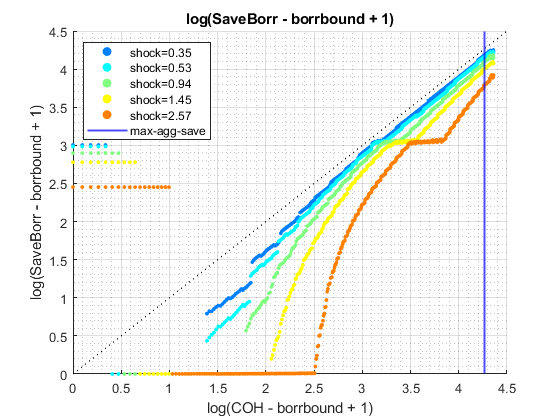 log(SaveBorr - borrbound + 1)
4.5
4
3.5
3
2.5
2
1.5
1
0.5
0
log(SaveBorr - borrbound + 1)
shock=0.35
shock=0.53
shock=0.94
shock=1.45
shock=2.57
max-agg-save
0 0.5 1 1.5 2 2.5 3 3.5 4 4.5
log(COH - borrbound + 1)